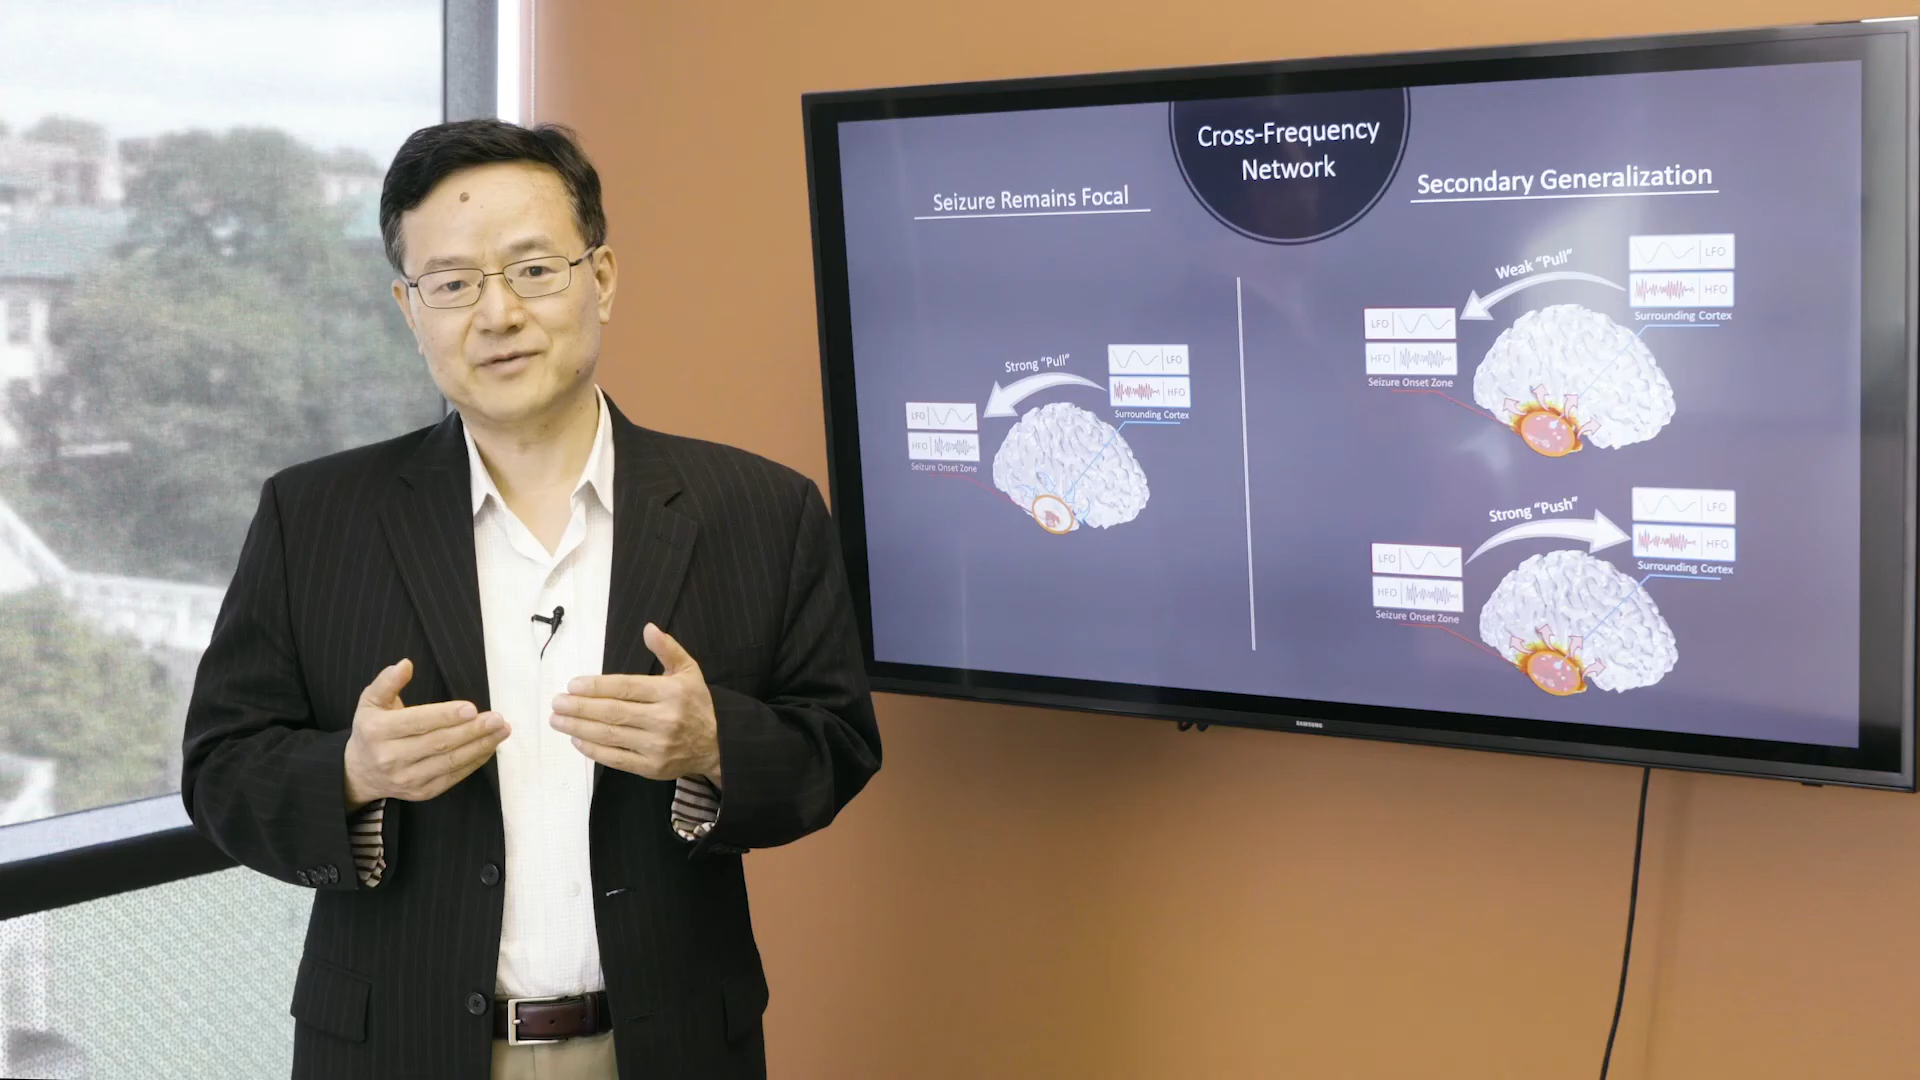 Cross-Frequency
Network
Seizure Remains Focal
Strong "Pull"
LFO
HFO
Surrounding Cortex
LFO
HFO
Seizure Onset Zone
Secondary Generalization
Weak "Pull"
LFO
HFO
Surrounding Cortex
LFO
HFO
Seizure Onset Zone
Strong "Push"
LFO
HFO
Surrounding Cortex
LFO
HFO
Seizure Onset Zone
SAMSUNG